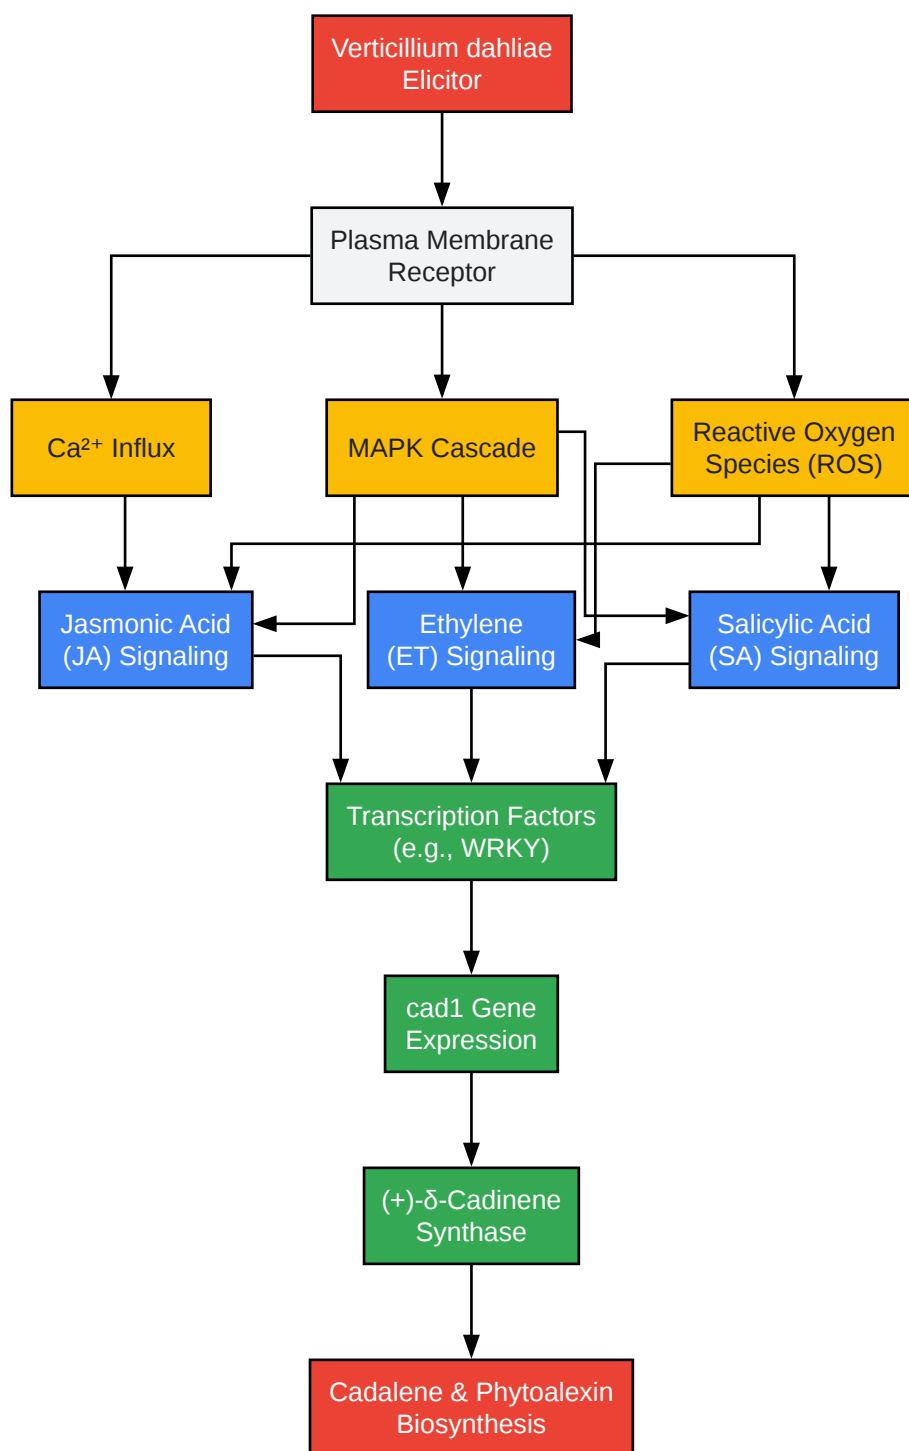 Verticillium dahliae
Elicitor
Plasma Membrane
Receptor
Ca²⁺ Influx
MAPK Cascade
Reactive Oxygen
Species (ROS)
Jasmonic Acid
(JA) Signaling
Ethylene
(ET) Signaling
Salicylic Acid
(SA) Signaling
Transcription Factors
(e.g., WRKY)
cad1 Gene
Expression
(+)-δ-Cadinene
Synthase
Cadalene & Phytoalexin
Biosynthesis